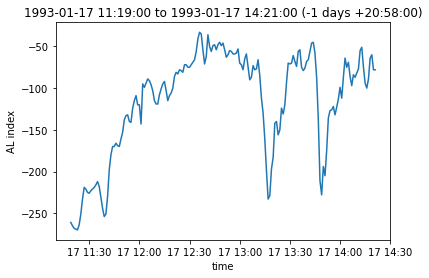 1993-01-17 11:19:00 to 1993-01-17 14:21:00 (-1 days +20:58:00)
−50
−100
−150
−200
−250
AL index
17 11:30 17 12:00 17 12:30 17 13:00 17 13:30 17 14:00 17 14:30
time